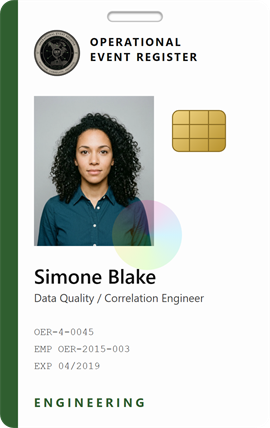 OPERATIONAL
EVENT REGISTER
Simone Blake
Data Quality / Correlation Engineer
OER-4-0045
EMP OER-2015-003
EXP 04/2019
ENGINEERING